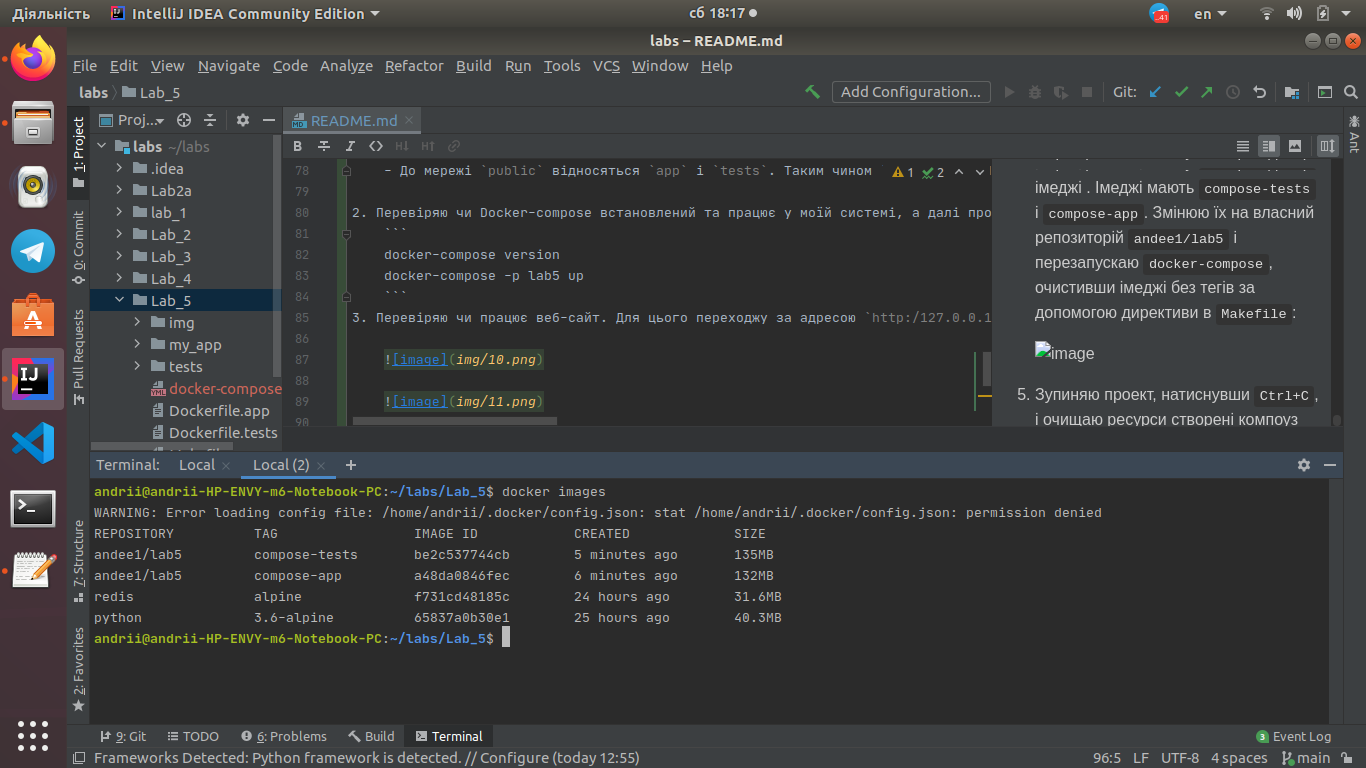 Діяльність IntelliJ IDEA Community Edition сб 18:17 41 en
labs – README.md
File Edit View Navigate Code Analyze Refactor Build Run Tools VCS Window Help
labs Lab_5 Add Configuration... Git:
1: Project
0: Commit
Pull Requests
7: Structure
2: Favorites
Proj...
labs ~/labs
.idea
Lab2a
lab_1
Lab_2
Lab_3
Lab_4
Lab_5
img
my_app
tests
docker-compose
Dockerfile.app
Dockerfile.tests
README.md
78 - До мережі `public` відносяться `app` і `tests`. Таким чином 1 2
79
80 2. Перевіряю чи Docker-compose встановлений та працює у моїй системі, а далі про
81 ```
82 docker-compose version
83 docker-compose -p lab5 up
84 ```
85 3. Перевіряю чи працює веб-сайт. Для цього переходжу за адресою `http:/127.0.0.1
86
87 ![image](img/10.png)
88
89 ![image](img/11.png)
90
імеджі . Імеджі мають compose-tests
і compose-app. Змінюю їх на власний
репозиторій andee1/lab5 і
перезапускаю docker-compose,
очистивши імеджі без тегів за
допомогою директиви в Makefile:
image
5. Зупиняю проект, натиснувши Ctrl+C,
і очищаю ресурси створені компоуз
Ant
Terminal: Local Local (2)
andrii@andrii-HP-ENVY-m6-Notebook-PC:~/labs/Lab_5$ docker images
WARNING: Error loading config file: /home/andrii/.docker/config.json: stat /home/andrii/.docker/config.json: permission denied
REPOSITORY TAG IMAGE ID CREATED SIZE
andee1/lab5 compose-tests be2c537744cb 5 minutes ago 135MB
andee1/lab5 compose-app a48da0846fec 6 minutes ago 132MB
redis alpine f731cd48185c 24 hours ago 31.6MB
python 3.6-alpine 65837a0b30e1 25 hours ago 40.3MB
andrii@andrii-HP-ENVY-m6-Notebook-PC:~/labs/Lab_5$
9: Git TODO 6: Problems Build Terminal 3 Event Log
Frameworks Detected: Python framework is detected. // Configure (today 12:55) 96:5 LF UTF-8 4 spaces main